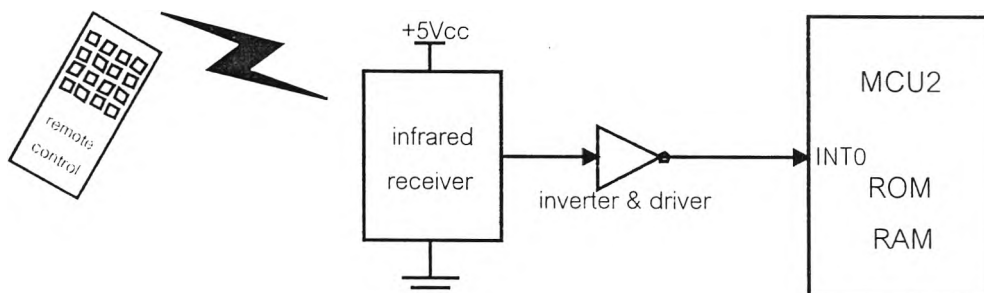 remote
control
+5Vcc
infrared
receiver
inverter & driver
MCU2
INT0
ROM
RAM